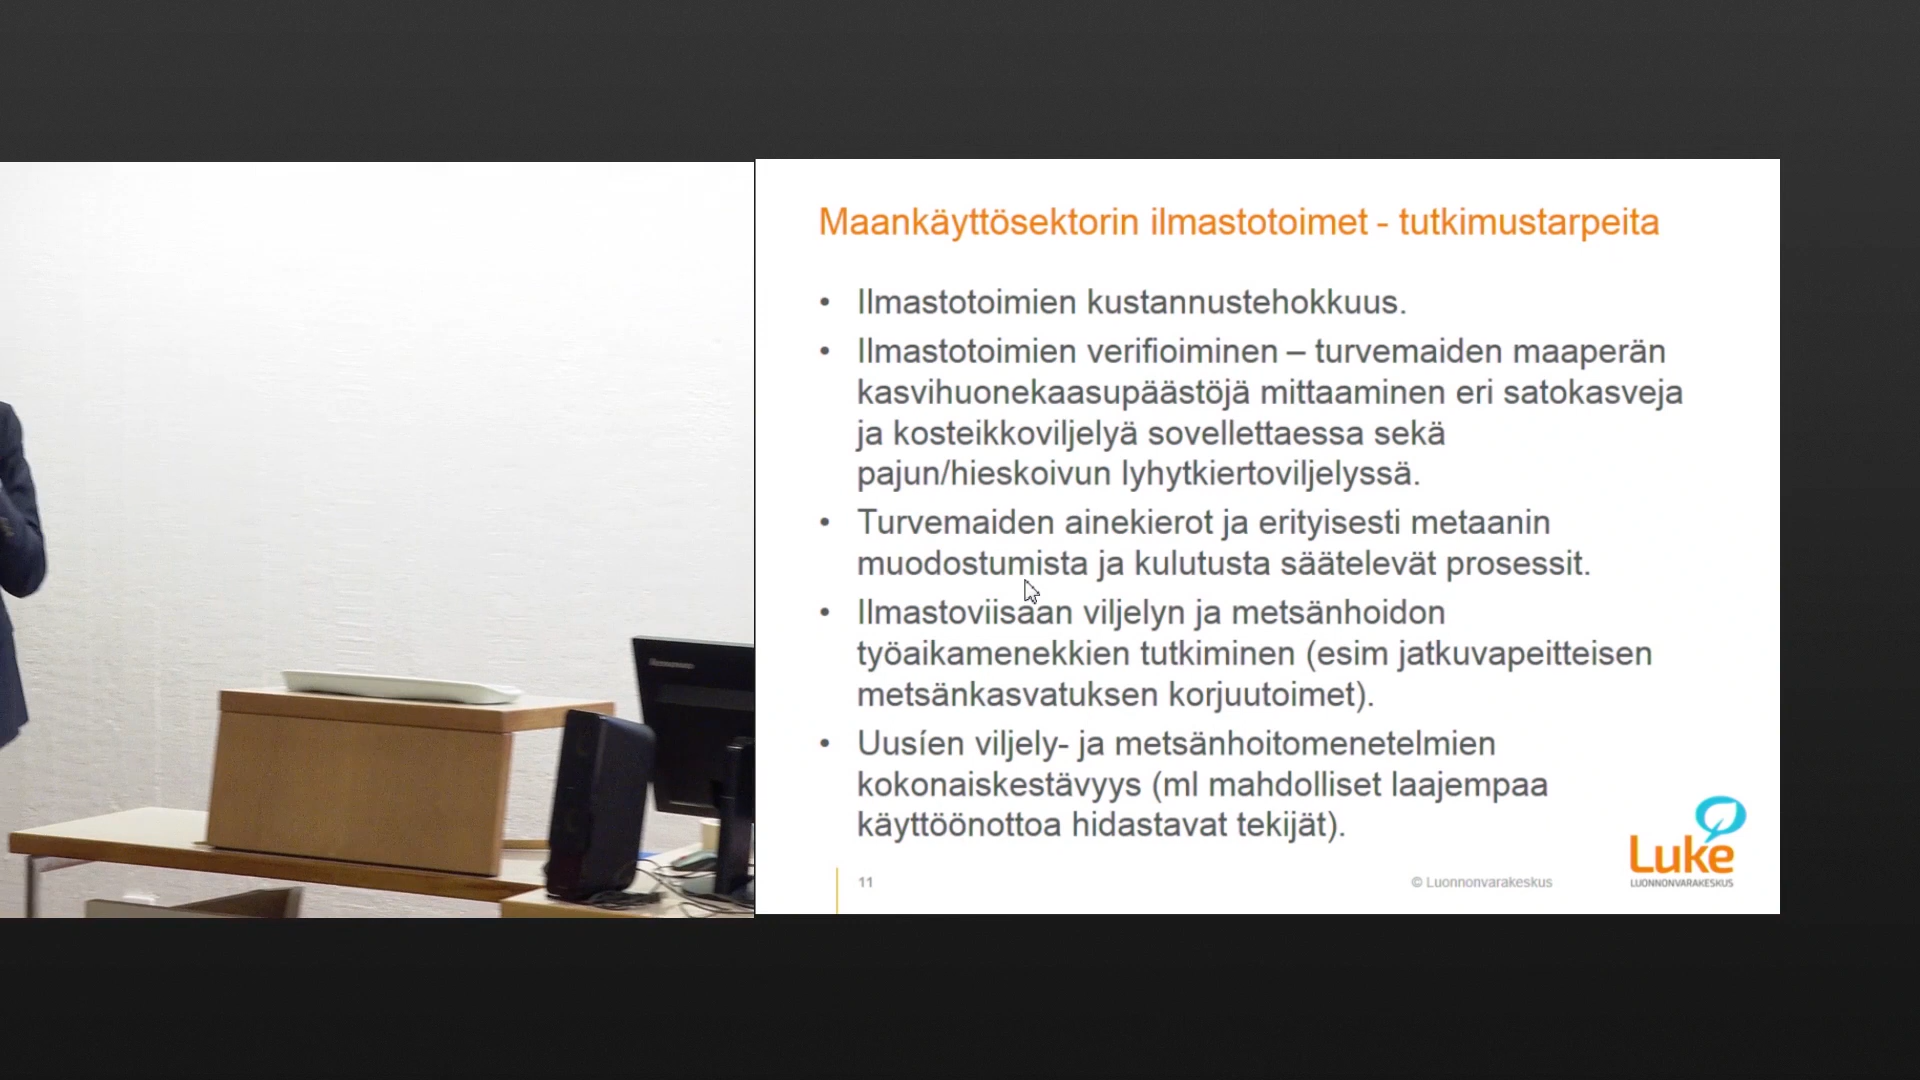 Maankäyttösektorin ilmastotoimet - tutkimustarpeita
• Ilmastotoimien kustannustehokkuus.
• Ilmastotoimien verifioiminen – turvemaiden maaperän
kasvihuonekaasupäästöjä mittaaminen eri satokasveja
ja kosteikkoviljelyä sovellettaessa sekä
pajun/hieskoivun lyhytkiertoviljelyssä.
• Turvemaiden ainekierot ja erityisesti metaanin
muodostumista ja kulutusta säätelevät prosessit.
• Ilmastoviisaan viljelyn ja metsänhoidon
työaikamenekkien tutkiminen (esim jatkuvapeitteisen
metsänkasvatuksen korjuutoimet).
• Uusíen viljely- ja metsänhoitomenetelmien
kokonaiskestävyys (ml mahdolliset laajempaa
käyttöönottoa hidastavat tekijät).
11
© Luonnonvarakeskus
Luke
LUONNONVARAKESKUS